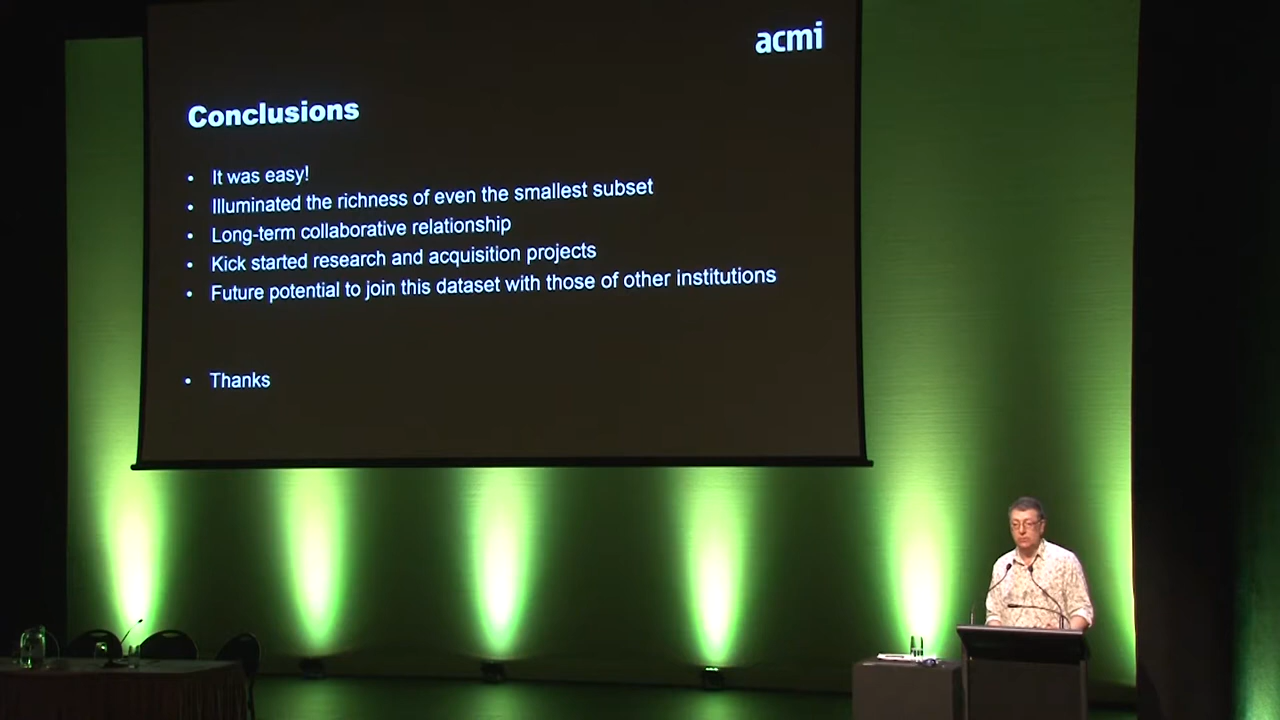 acmi
Conclusions
• It was easy!
• Illuminated the richness of even the smallest subset
• Long-term collaborative relationship
• Kick started research and acquisition projects
• Future potential to join this dataset with those of other institutions
• Thanks